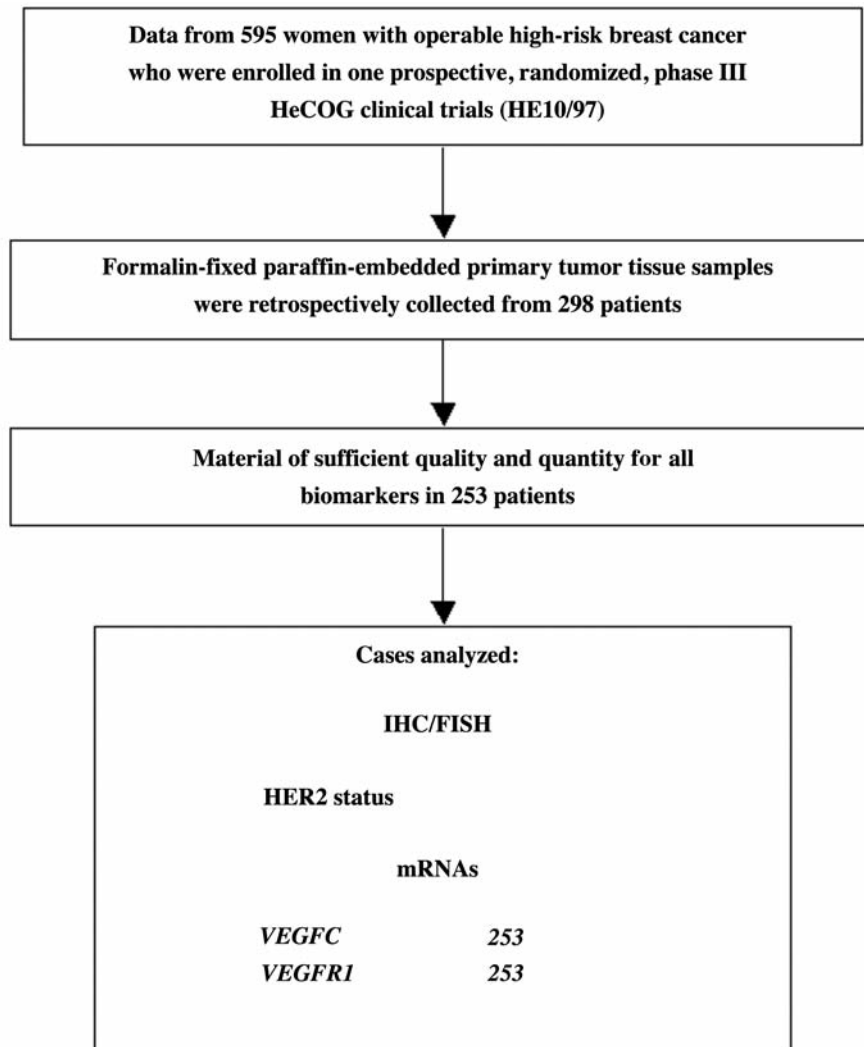 Data from 595 women with operable high-risk breast cancer
who were enrolled in one prospective, randomized, phase III
HeCOG clinical trials (HE10/97)
Formalin-fixed paraffin-embedded primary tumor tissue samples
were retrospectively collected from 298 patients
Material of sufficient quality and quantity for all
biomarkers in 253 patients
Cases analyzed:
IHC/FISH
HER2 status
mRNAs
VEGFC 253
VEGFR1 253